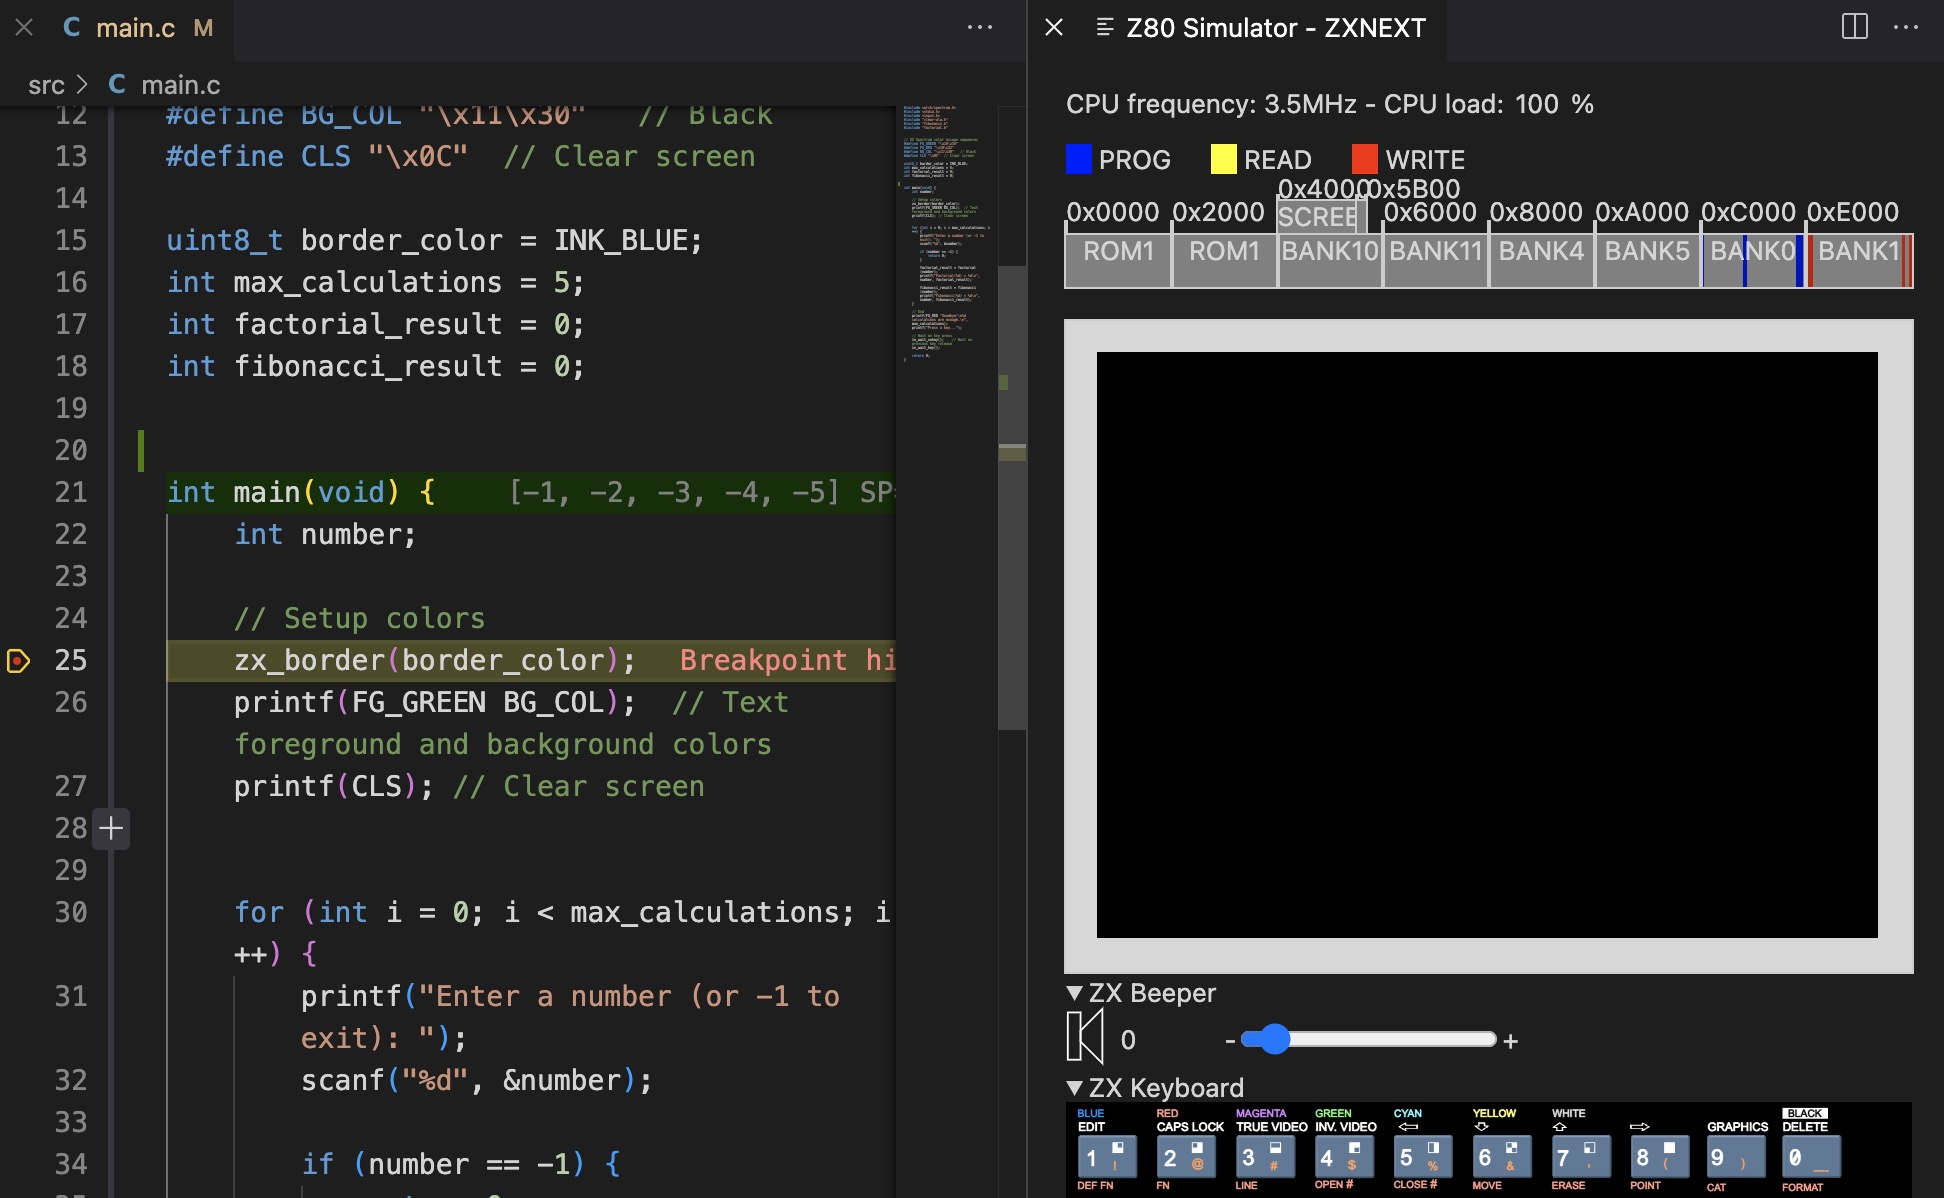 main.c M
Z80 Simulator - ZXNEXT
src > main.c
12 #define BG_COL "\x11\x30" // Black
13 #define CLS "\x0C" // Clear screen
14
15 uint8_t border_color = INK_BLUE;
16 int max_calculations = 5;
17 int factorial_result = 0;
18 int fibonacci_result = 0;
19
20
21 int main(void) { [-1, -2, -3, -4, -5] SP
22 int number;
23
24 // Setup colors
25 zx_border(border_color); Breakpoint hi
26 printf(FG_GREEN BG_COL); // Text
foreground and background colors
27 printf(CLS); // Clear screen
28
29
30 for (int i = 0; i < max_calculations; i
++) {
31 printf("Enter a number (or -1 to
exit): ");
32 scanf("%d", &number);
33
34 if (number == -1) {
CPU frequency: 3.5MHz - CPU load: 100 %
PROG READ WRITE
0x4000 0x5B00
0x0000 0x2000 SCREE 0x6000 0x8000 0xA000 0xC000 0xE000
ROM1 ROM1 BANK10 BANK11 BANK4 BANK5 BANK0 BANK1
ZX Beeper
0 - +
ZX Keyboard
BLUE RED MAGENTA GREEN CYAN YELLOW WHITE BLACK
EDIT CAPS LOCK TRUE VIDEO INV. VIDEO GRAPHICS DELETE
1 ! 2 @ 3 # 4 $ 5 % 6 & 7 ' 8 ( 9 ) 0 _
DEF FN FN LINE OPEN # CLOSE # MOVE ERASE POINT CAT FORMAT